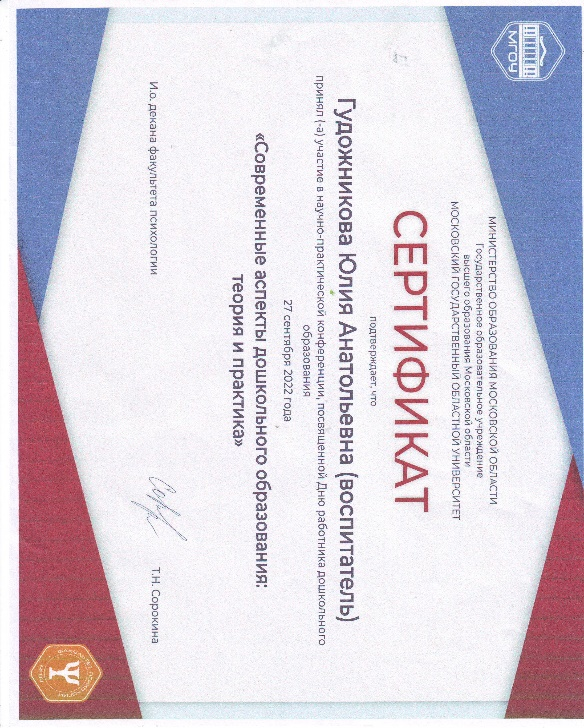 МГОУ
МИНИСТЕРСТВО ОБРАЗОВАНИЯ МОСКОВСКОЙ ОБЛАСТИ
Государственное образовательное учреждение
высшего образования Московской области
МОСКОВСКИЙ ГОСУДАРСТВЕННЫЙ ОБЛАСТНОЙ УНИВЕРСИТЕТ
СЕРТИФИКАТ
подтверждает, что
Гудожникова Юлия Анатольевна (воспитатель)
принял (-а) участие в научно-практической конференции, посвященной Дню работника дошкольного
образования
27 сентября 2022 года
«Современные аспекты дошкольного образования:
теория и практика»
И.о. декана факультета психологии
Т.Н. Сорокина